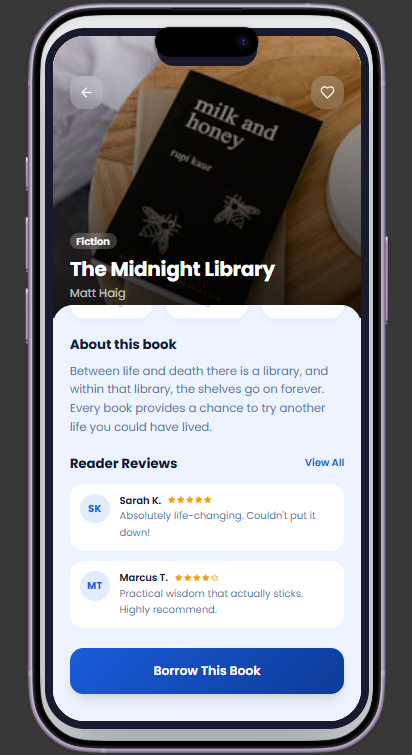 milk and
honey
rupi kaur
Fiction
The Midnight Library
Matt Haig
About this book
Between life and death there is a library, and
within that library, the shelves go on forever.
Every book provides a chance to try another
life you could have lived.
Reader Reviews
View All
SK
Sarah K. ★★★★★
Absolutely life-changing. Couldn't put it
down!
MT
Marcus T. ★★★★☆
Practical wisdom that actually sticks.
Highly recommend.
Borrow This Book